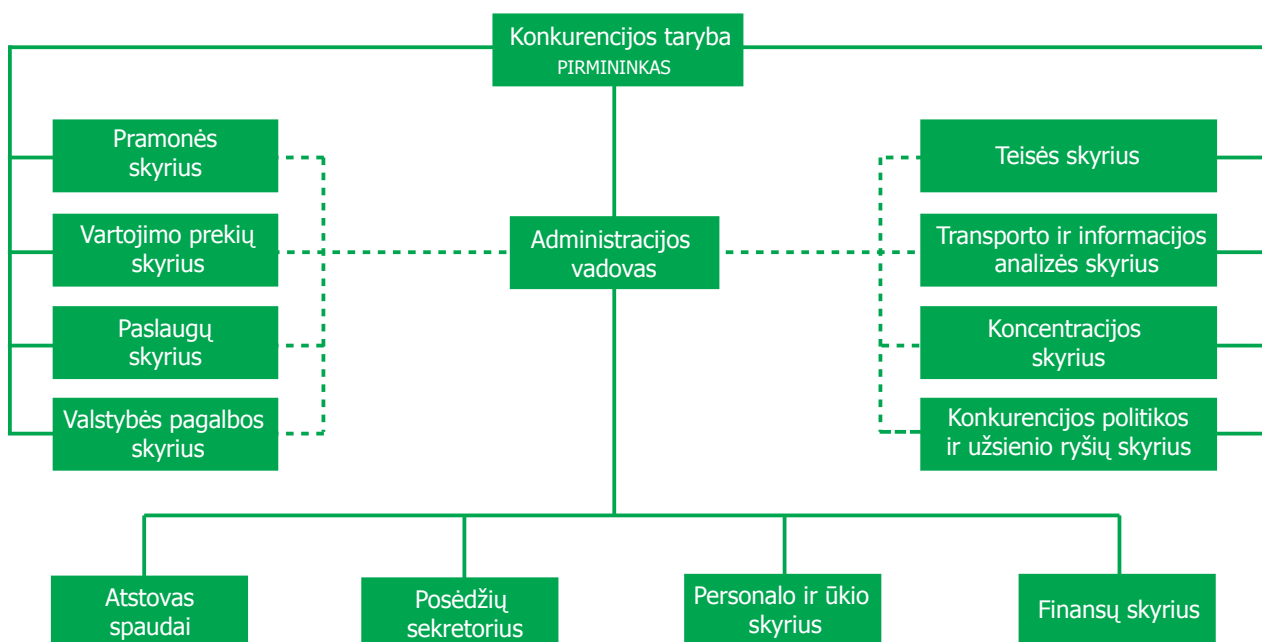 Konkurencijos taryba
PIRMININKAS
Pramonės
skyrius
Teisės skyrius
Vartojimo prekių
skyrius
Administracijos
vadovas
Transporto ir informacijos
analizės skyrius
Paslaugų
skyrius
Koncentracijos
skyrius
Valstybės pagalbos
skyrius
Konkurencijos politikos
ir užsienio ryšių skyrius
Atstovas
spaudai
Posėdžių
sekretorius
Personalo ir ūkio
skyrius
Finansų skyrius